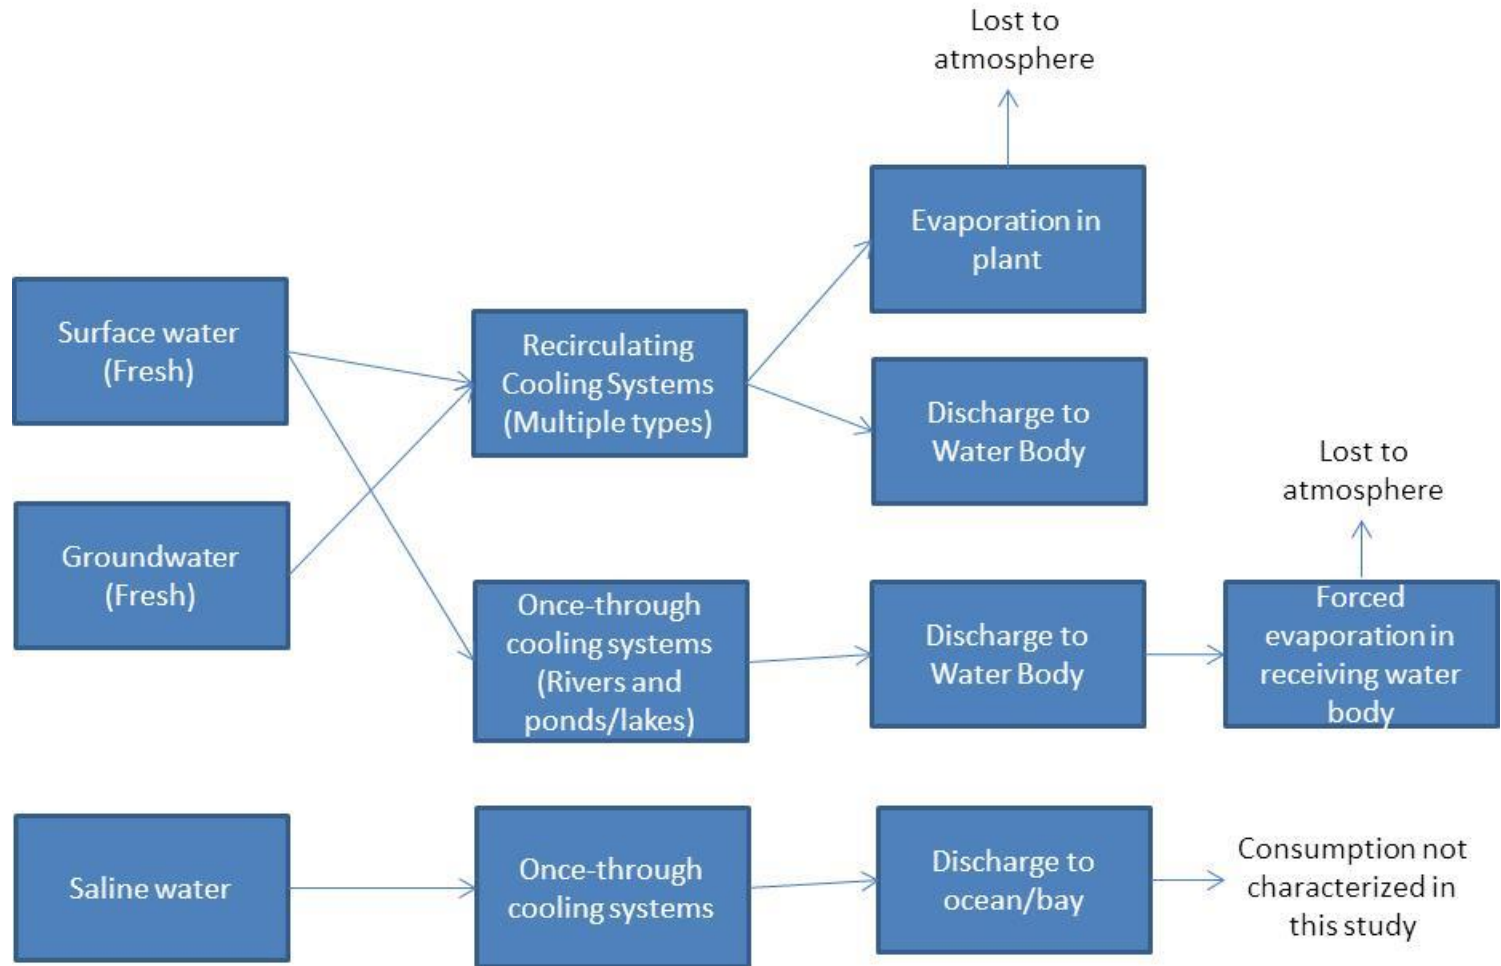 Lost to
atmosphere
Evaporation in
plant
Surface water
(Fresh)
Recirculating
Cooling Systems
(Multiple types)
Discharge to
Water Body
Lost to
atmosphere
Groundwater
(Fresh)
Once-through
cooling systems
(Rivers and
ponds/lakes)
Discharge to
Water Body
Forced
evaporation in
receiving water
body
Saline water
Once-through
cooling systems
Discharge to
ocean/bay
Consumption not
characterized in
this study